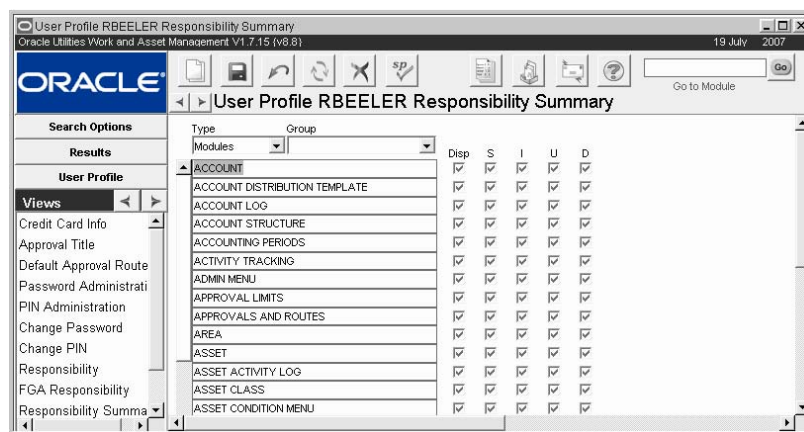 User Profile RBEELER Responsibility Summary
Oracle Utilities Work and Asset Management V1.7.15 (v8.8) 19 July 2007
ORACLE
sp
Go
Go to Module
User Profile RBEELER Responsibility Summary
Search Options
Results
User Profile
Views
Credit Card Info
Approval Title
Default Approval Route
Password Administrati
PIN Administration
Change Password
Change PIN
Responsibility
FGA Responsibility
Responsibility Summa
Type Group
Modules
Disp S I U D
ACCOUNT
ACCOUNT DISTRIBUTION TEMPLATE
ACCOUNT LOG
ACCOUNT STRUCTURE
ACCOUNTING PERIODS
ACTIVITY TRACKING
ADMIN MENU
APPROVAL LIMITS
APPROVALS AND ROUTES
AREA
ASSET
ASSET ACTIVITY LOG
ASSET CLASS
ASSET CONDITION MENU